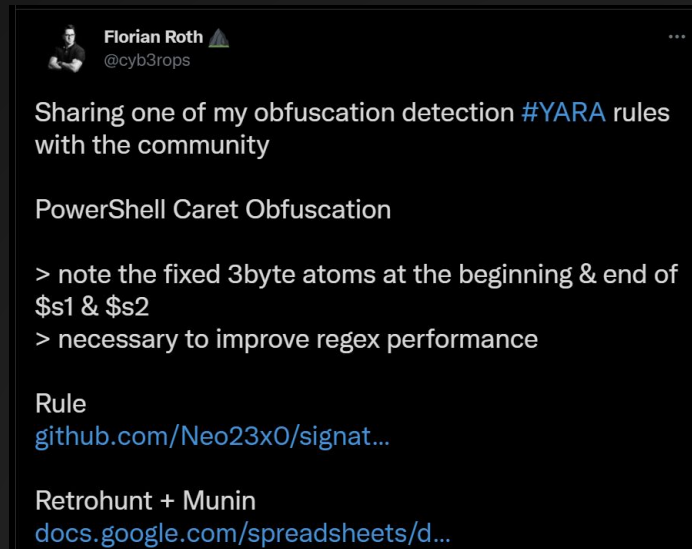 Florian Roth
@cyb3rops
Sharing one of my obfuscation detection #YARA rules
with the community
PowerShell Caret Obfuscation
> note the fixed 3byte atoms at the beginning & end of
$s1 & $s2
> necessary to improve regex performance
Rule
github.com/Neo23x0/signat...
Retrohunt + Munin
docs.google.com/spreadsheets/d...